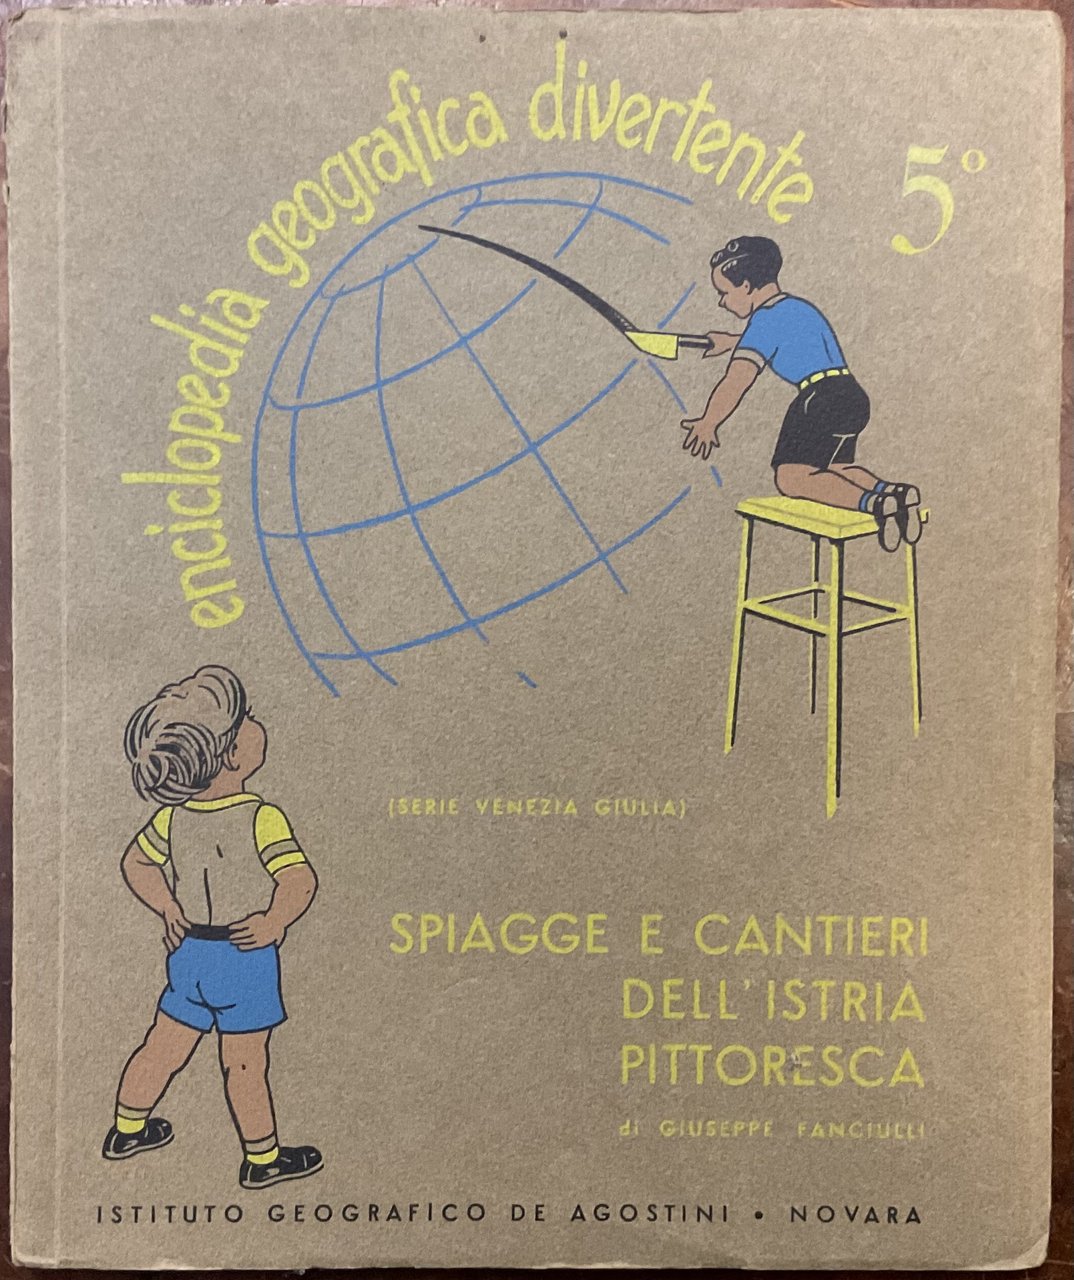 enciclopedia geografica divertente
5°
(SERIE VENEZIA GIULIA)
SPIAGGE E CANTIERI
DELL'ISTRIA
PITTORESCA
di GIUSEPPE FANCIULLI
ISTITUTO GEOGRAFICO DE AGOSTINI • NOVARA